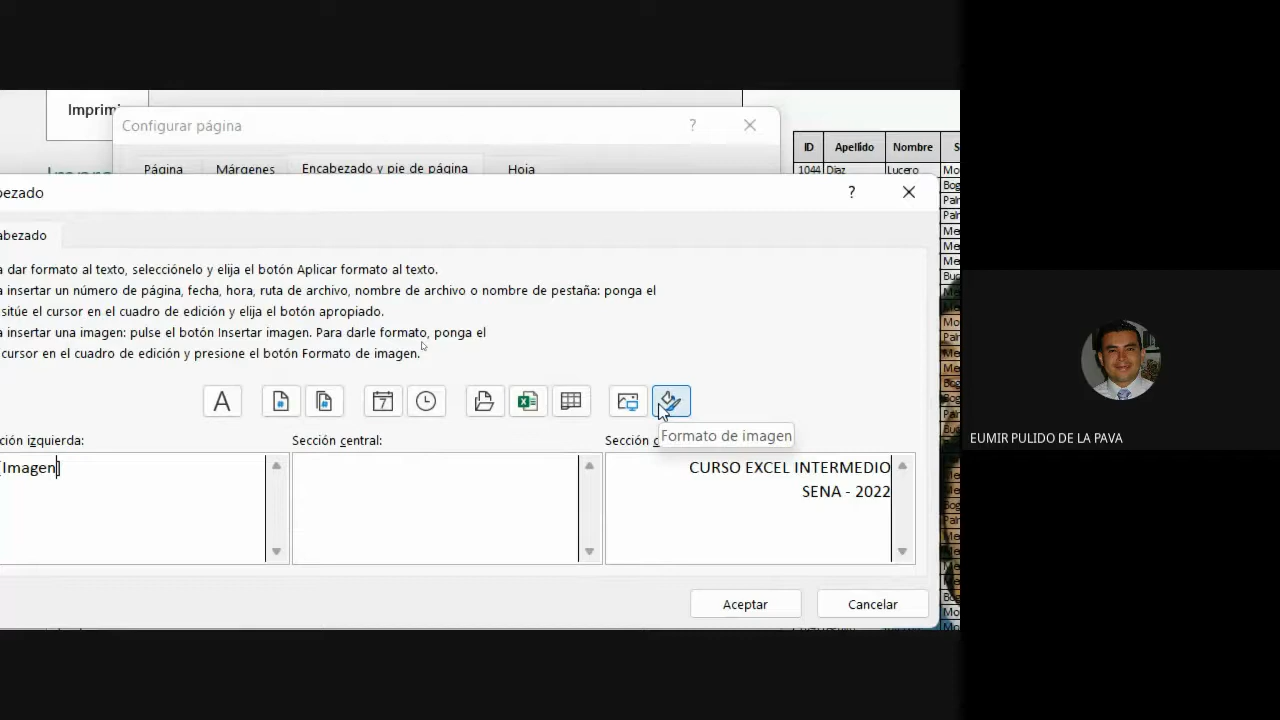 Imprimi
Configurar página
?
Página Márgenes Encabezado y pie de página Hoja
ID Apellido Nombre
1044 Diaz Lucero Mo
bezado
?
abezado
a dar formato al texto, selecciónelo y elija el botón Aplicar formato al texto.
a insertar un número de página, fecha, hora, ruta de archivo, nombre de archivo o nombre de pestaña: ponga el
sitúe el cursor en el cuadro de edición y elija el botón apropiado.
a insertar una imagen: pulse el botón Insertar imagen. Para darle formato, ponga el
cursor en el cuadro de edición y presione el botón Formato de imagen.
A
7
Formato de imagen
ción izquierda: Sección central: Sección d
[Imagen]
CURSO EXCEL INTERMEDIO
SENA - 2022
Aceptar Cancelar
EUMIR PULIDO DE LA PAVA